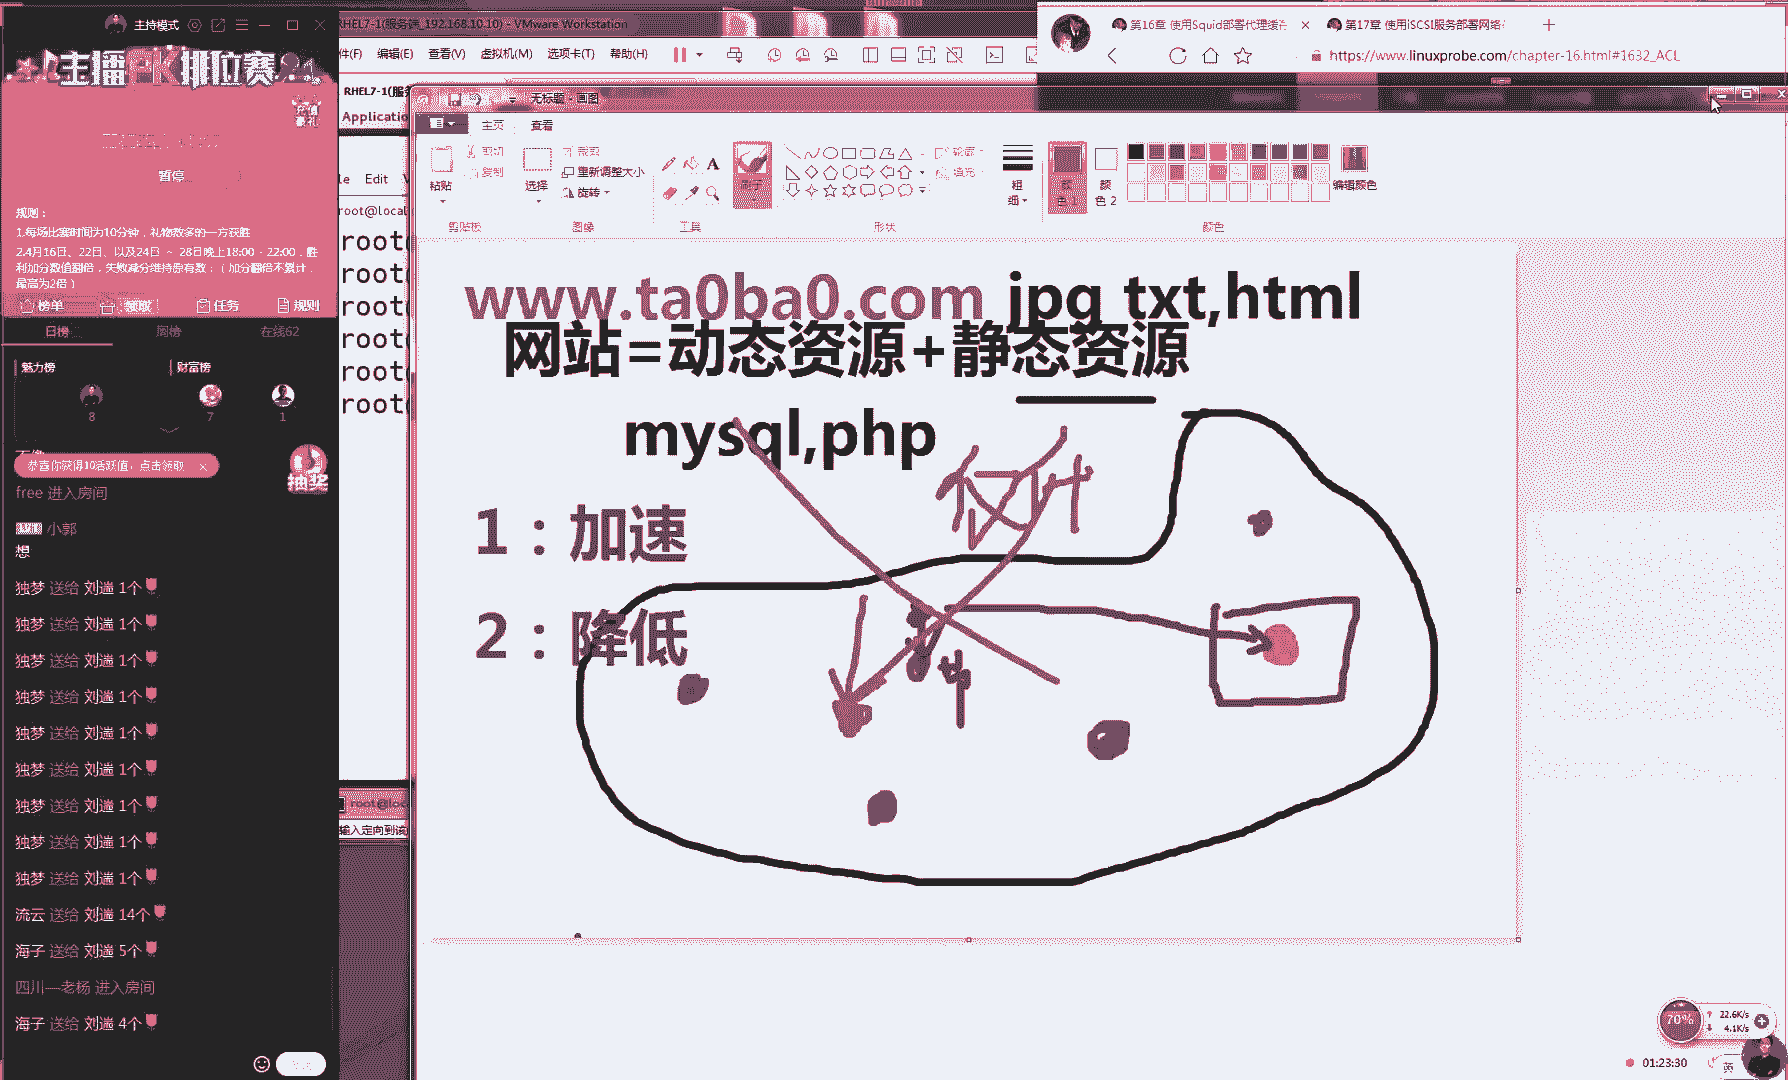 主持模式
主播PK排位赛
暂停
规则：
1.每场比赛时间为10分钟，礼物数多的一方获胜
2.4月16日、22日、以及24日 ~ 28日晚上18:00 - 22:00，胜
利加分数值翻倍，失败减分维持原有数；（加分翻倍不累计，
最高为2倍）
榜单 领取 任务 规则
日榜 周榜 在线62
魅力榜 财富榜
8 7 1
恭喜你获得10活跃值，点击领取
抽奖
free 进入房间
小郭
想
独梦 送给 刘遄 1个
独梦 送给 刘遄 1个
独梦 送给 刘遄 1个
独梦 送给 刘遄 1个
独梦 送给 刘遄 1个
独梦 送给 刘遄 1个
独梦 送给 刘遄 1个
独梦 送给 刘遄 1个
独梦 送给 刘遄 1个
流云 送给 刘遄 14个
海子 送给 刘遄 5个
四川—老杨 进入房间
海子 送给 刘遄 4个
RHEL7-1(服务端_192.168.10.10) - VMware Workstation
件(F) 编辑(E) 查看(V) 虚拟机(M) 选项卡(T) 帮助(H)
RHEL7-1(服
Applicatio
le Edit V
root@local
root@
root@
root@
root@
root@
root@
root@loc
输入定向到该
第16章 使用Squid部署代理缓存
第17章 使用iSCSI服务部署网络存
https://www.linuxprobe.com/chapter-16.html#1632_ACL
无标题 - 画图
主页 查看
粘贴 剪切 复制
选择 裁剪 重新调整大小 旋转
刷子
轮廓 填充
粗细
颜色 1
颜色 2
编辑颜色
剪贴板 图像 工具 形状 颜色
www.ta0ba0.com jpg txt,html
网站=动态资源+静态资源
mysql,php
1：加速
2：降低
70%
22.6K/s
4.1K/s
01:23:30
英